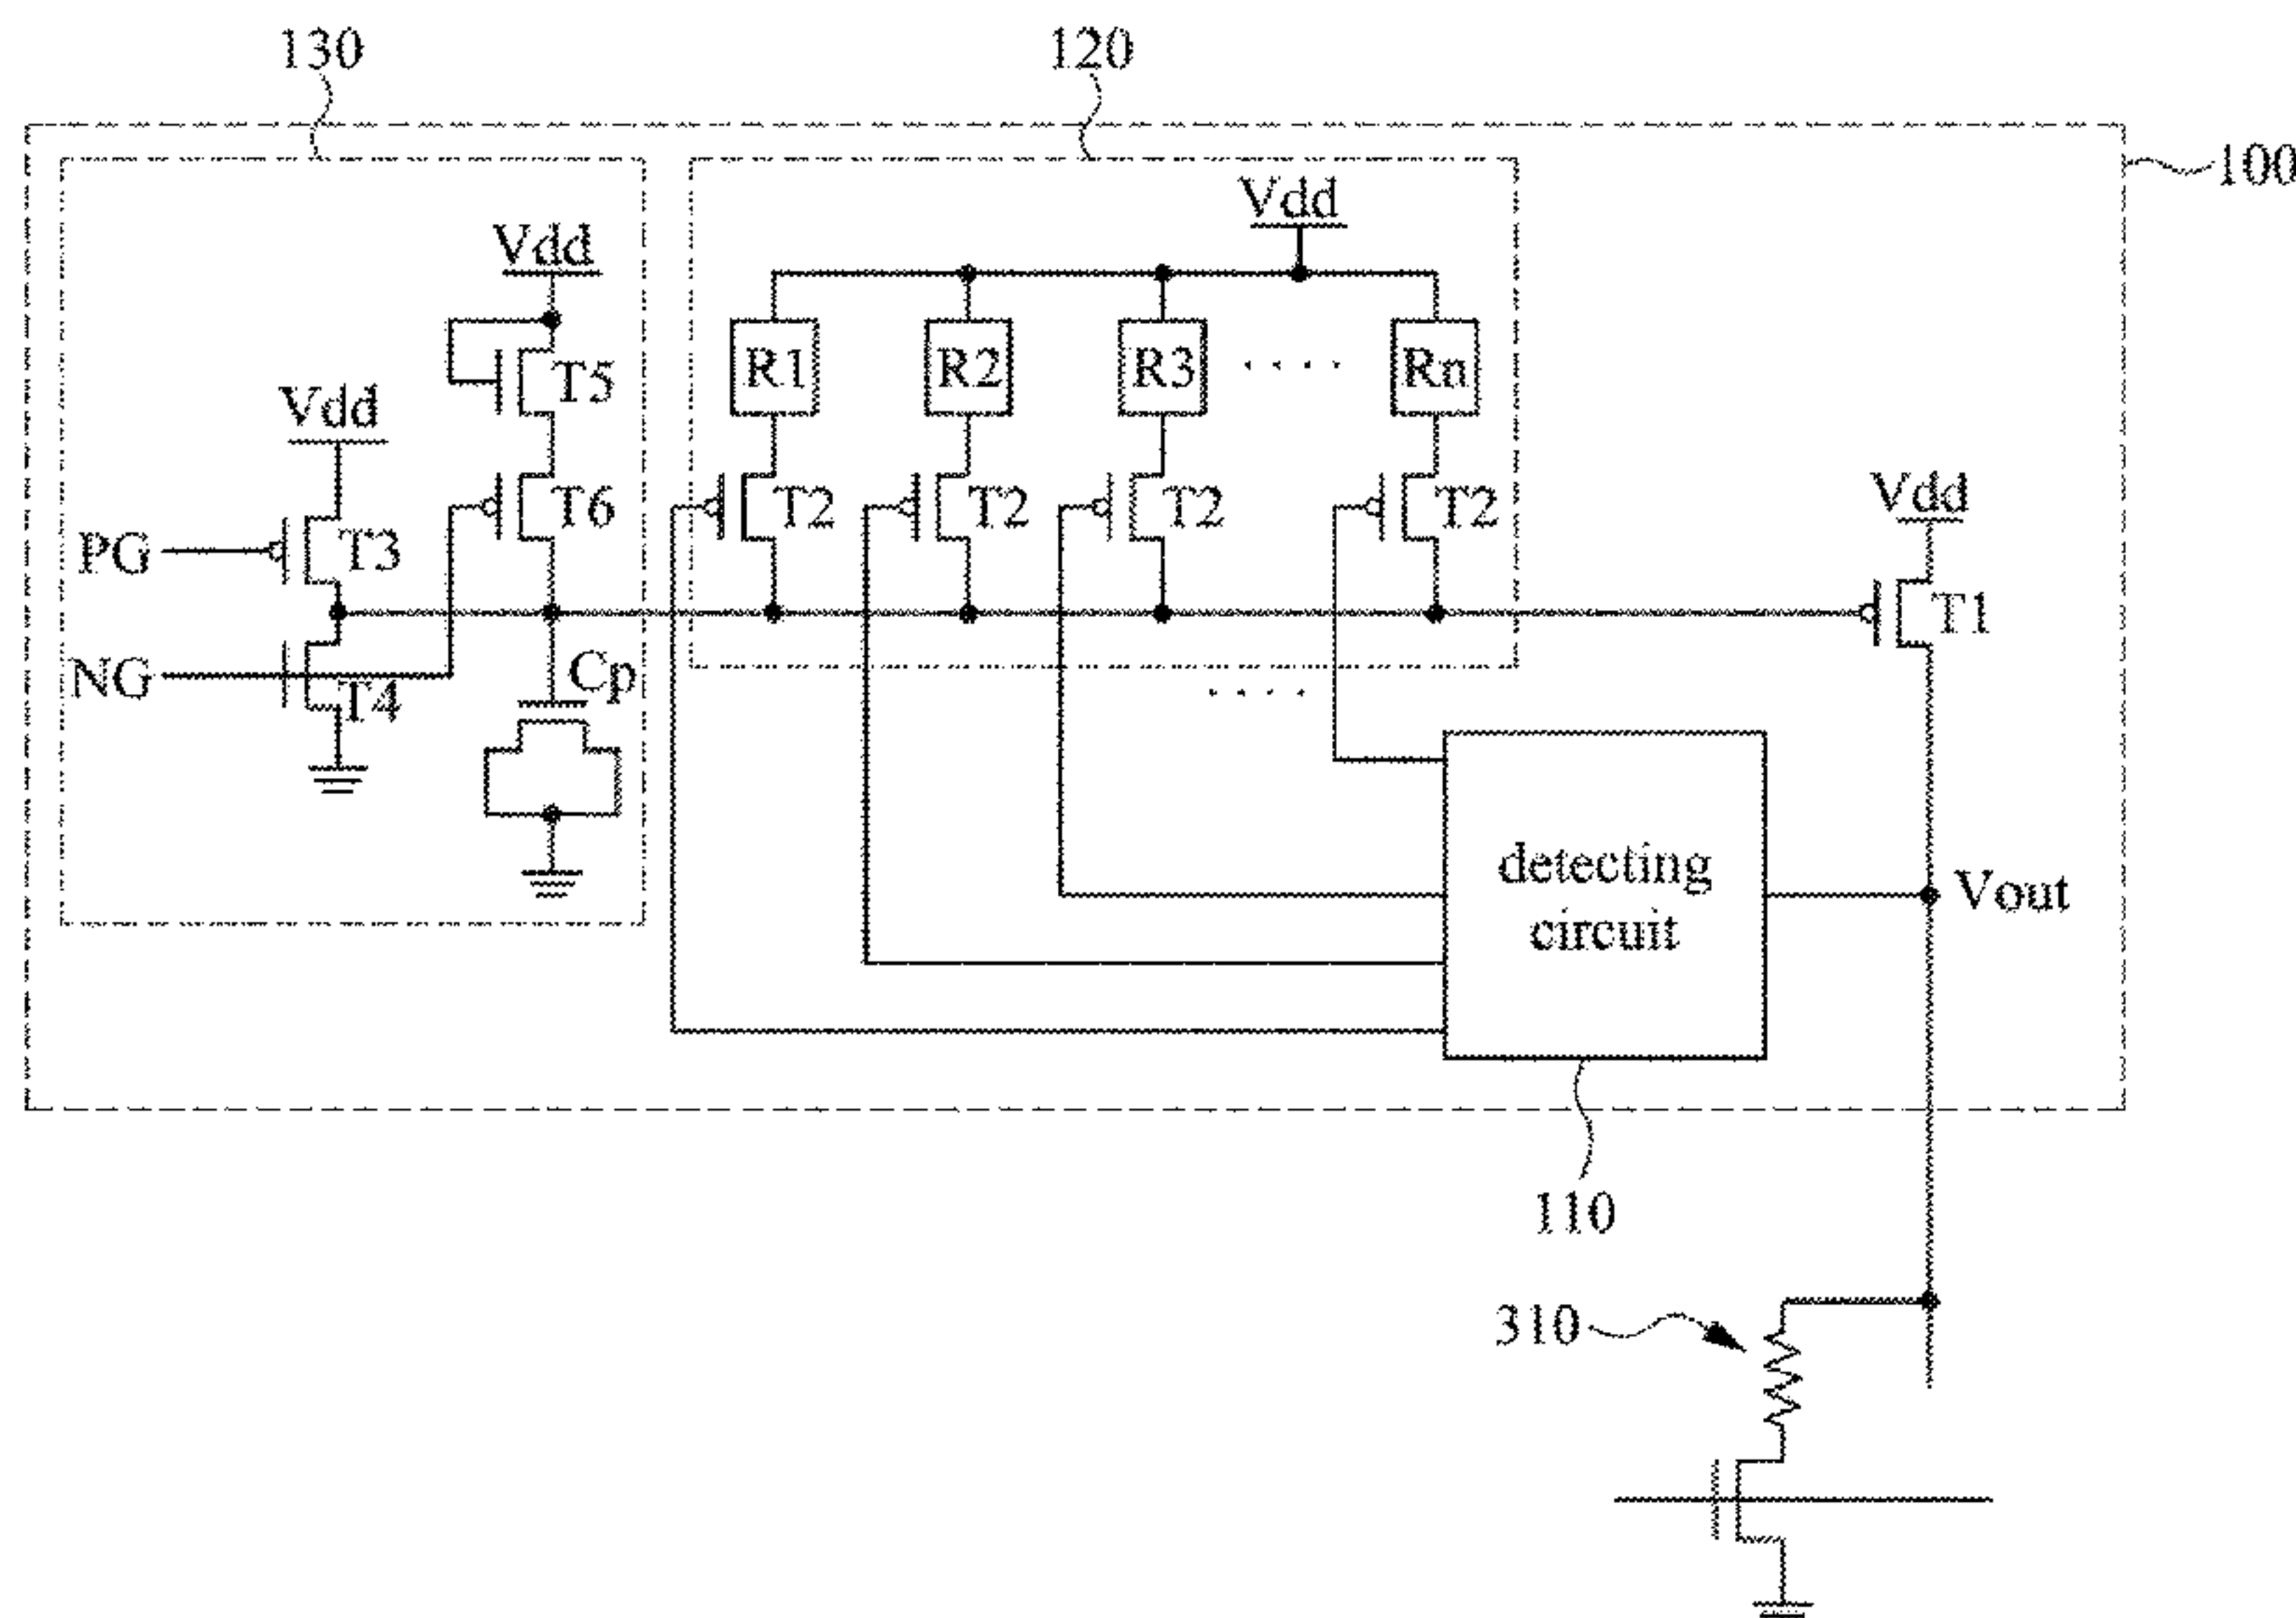 130
120
100
Vdd
Vdd
R1
R2
R3
. . . .
Rn
T5
Vdd
Vdd
T6
T2
T2
T2
T2
PG
T3
T1
NG
T4
Cp
. . . .
detecting
circuit
Vout
110
310